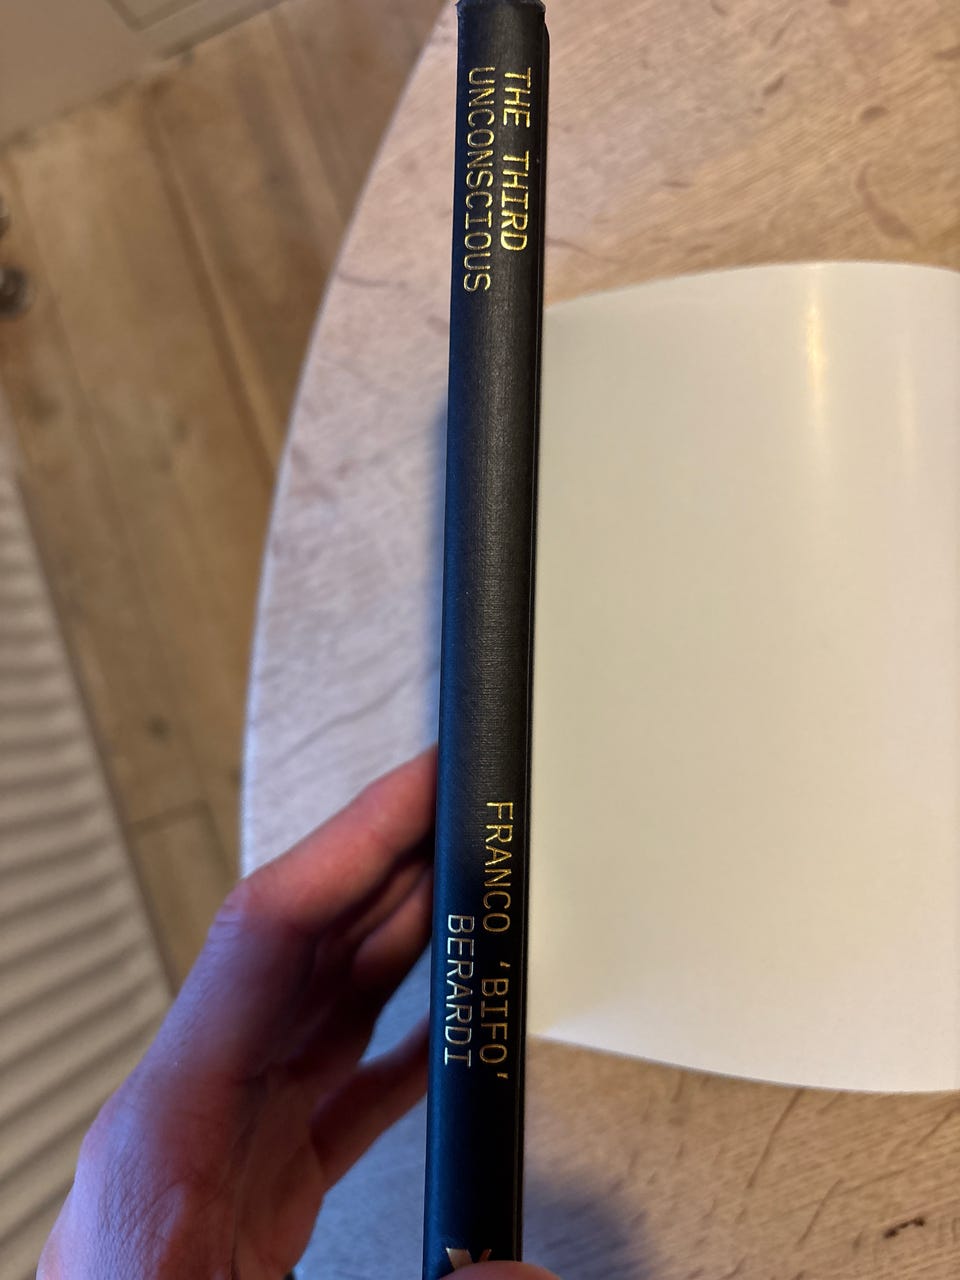 THE THIRD
UNCONSCIOUS
FRANCO 'BIFO'
BERARDI